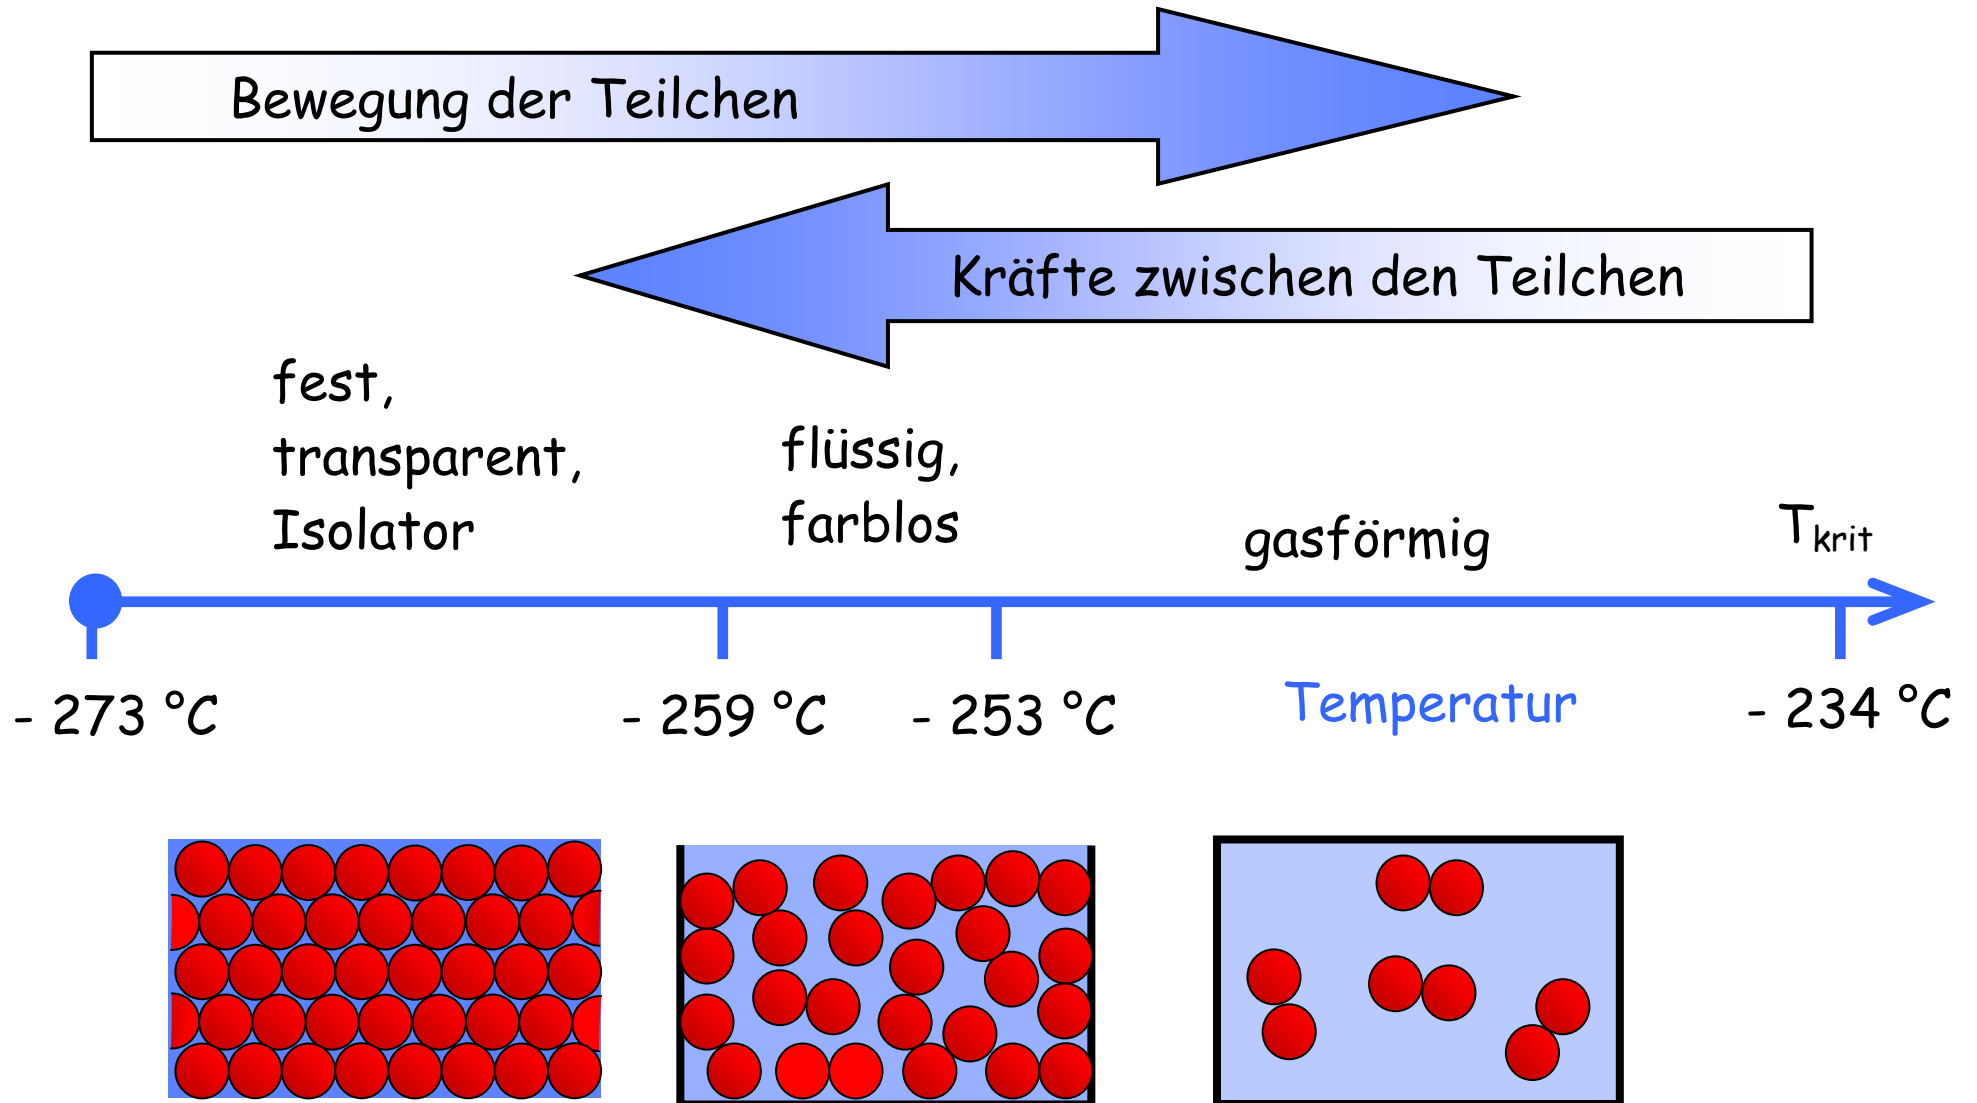 Bewegung der Teilchen
Kräfte zwischen den Teilchen
fest,
transparent,
Isolator
flüssig,
farblos
gasförmig
Tkrit
- 273 °C
- 259 °C
- 253 °C
Temperatur
- 234 °C